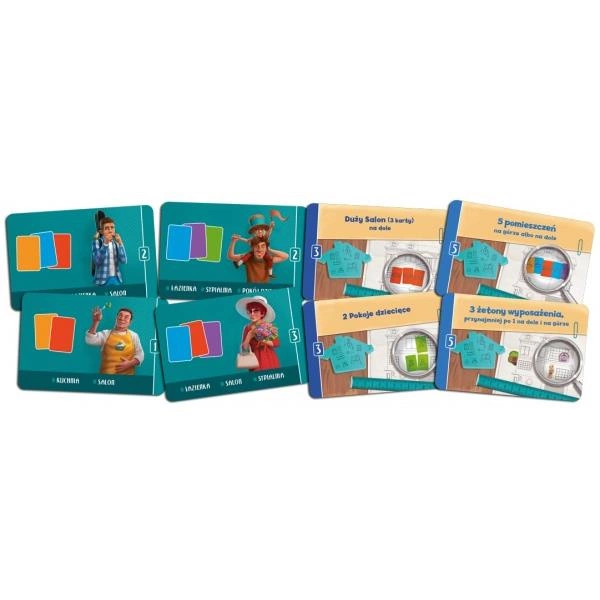 2
SALON
2
ŁAZIENKA SYPIALNIA
Duży Salon (3 karty)
na dole
3
5 pomieszczeń
na górze albo na dole
5
1
KUCHNIA SALON
3
ŁAZIENKA SALON SYPIALNIA
2 Pokoje dziecięce
3
3 żetony wyposażenia,
przynajmniej po 1 na dole i na górze
5